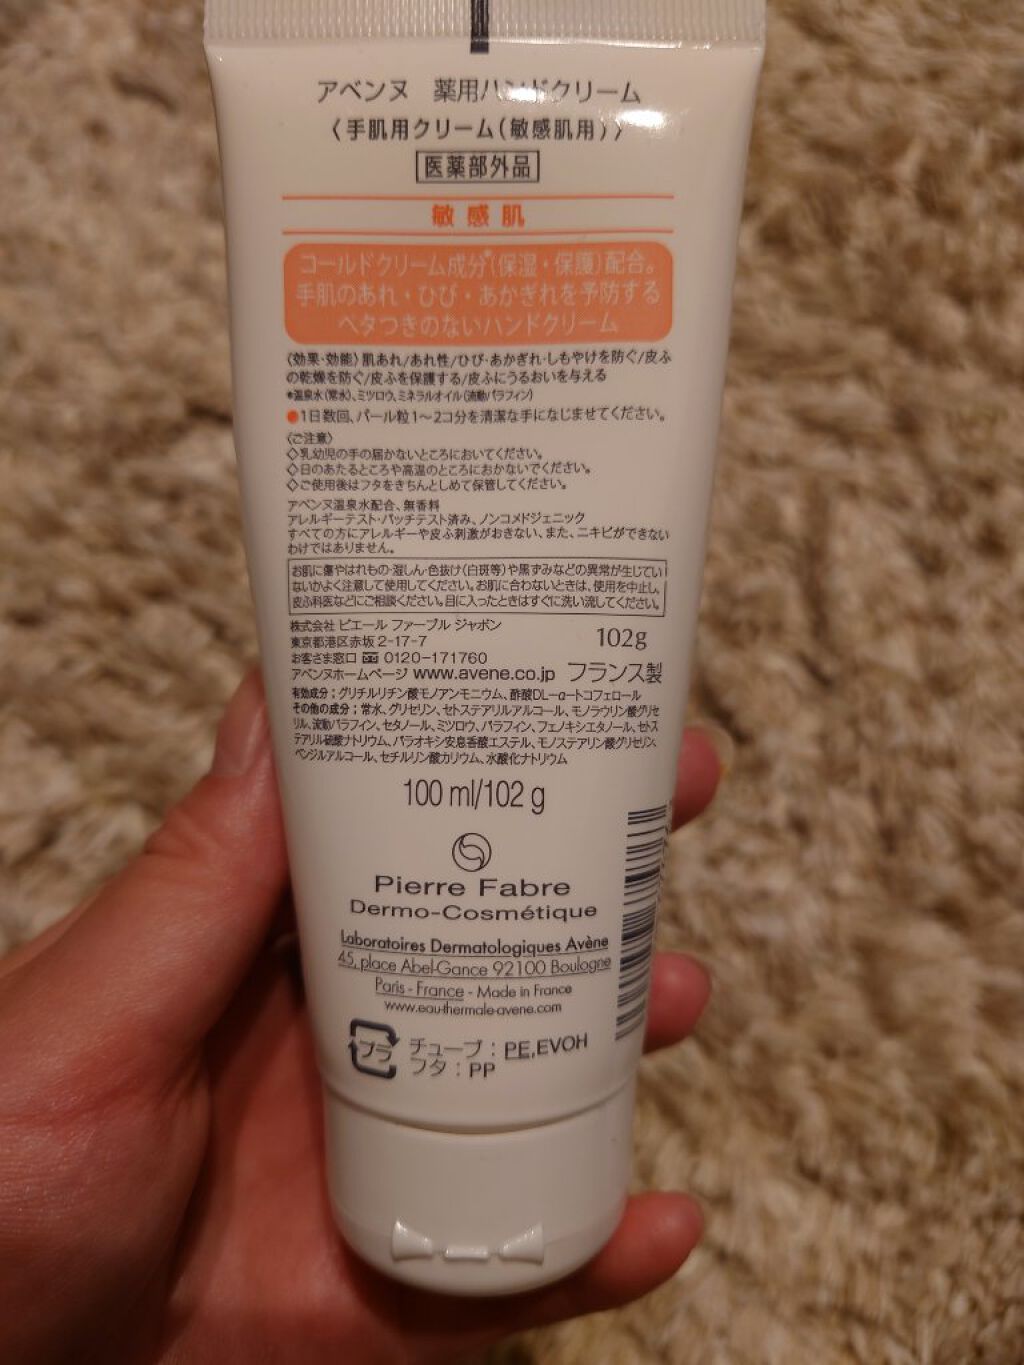 アベンヌ 薬用ハンドクリーム
〈手肌用クリーム(敏感肌用)〉
医薬部外品
敏感肌
コールドクリーム成分*(保湿・保護)配合。
手肌のあれ・ひび・あかぎれを予防する
ベタつきのないハンドクリーム
〈効果・効能〉肌あれ/あれ性/ひび・あかぎれ・しもやけを防ぐ/皮ふ
の乾燥を防ぐ/皮ふを保護する/皮ふにうるおいを与える
*温泉水(常水)、ミツロウ、ミネラルオイル(流動パラフィン)
●1日数回、パール粒1〜2コ分を清潔な手になじませてください。
〈ご注意〉
◇乳幼児の手の届かないところにおいてください。
◇日のあたるところや高温のところにおかないでください。
◇ご使用後はフタをきちんとしめて保管してください。
アベンヌ温泉水配合、無香料
アレルギーテスト・パッチテスト済み、ノンコメドジェニック
すべての方にアレルギーや皮ふ刺激がおきない、また、ニキビができない
わけではありません。
お肌に傷やはれもの・湿しん・色抜け(白斑等)や黒ずみなどの異常が生じてい
ないかよく注意して使用してください。お肌に合わないときは、使用を中止し、
皮ふ科医などにご相談ください。目に入ったときはすぐに洗い流してください。
株式会社 ピエール ファーブル ジャポン
東京都港区赤坂 2-17-7 102g
お客さま窓口 0120-171760
アベンヌホームページ www.avene.co.jp フランス製
有効成分:グリチルリチン酸モノアンモニウム、酢酸DL-α-トコフェロール
その他の成分:常水、グリセリン、セトステアリルアルコール、モノラウリン酸グリセ
リル、流動パラフィン、セタノール、ミツロウ、パラフィン、フェノキシエタノール、セトス
テアリル硫酸ナトリウム、パラオキシ安息香酸エステル、モノステアリン酸グリセリン、
ベンジルアルコール、セチルリン酸カリウム、水酸化ナトリウム
100 ml/102 g
Pierre Fabre
Dermo-Cosmétique
Laboratoires Dermatologiques Avène
45, place Abel-Gance 92100 Boulogne
Paris - France - Made in France
www.eau-thermale-avene.com
プラ チューブ:PE,EVOH
フタ:PP